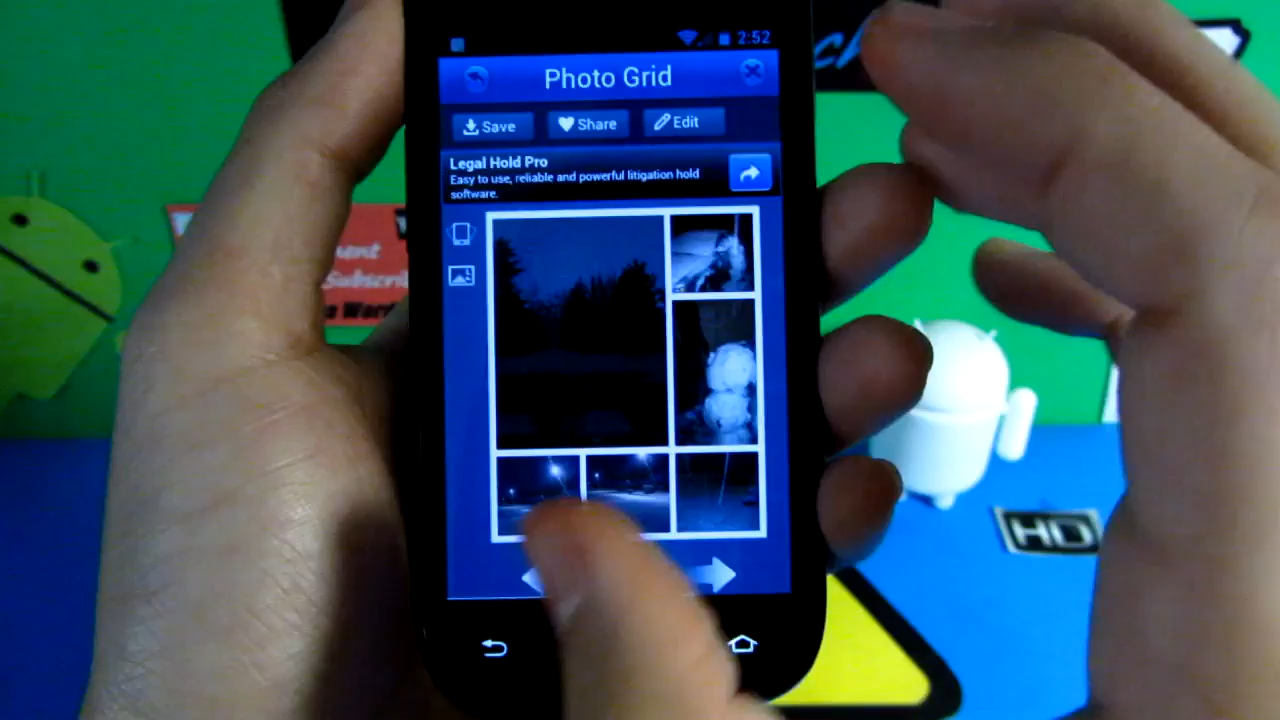 2:52
Photo Grid
Save Share Edit
Legal Hold Pro
Easy to use, reliable and powerful litigation hold
software.
HD